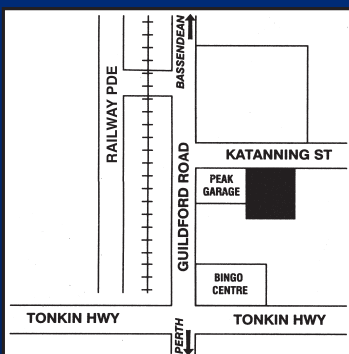 BASSENDEAN
RAILWAY PDE
GUILDFORD ROAD
KATANNING ST
PEAK
GARAGE
BINGO
CENTRE
TONKIN HWY
TONKIN HWY
PERTH